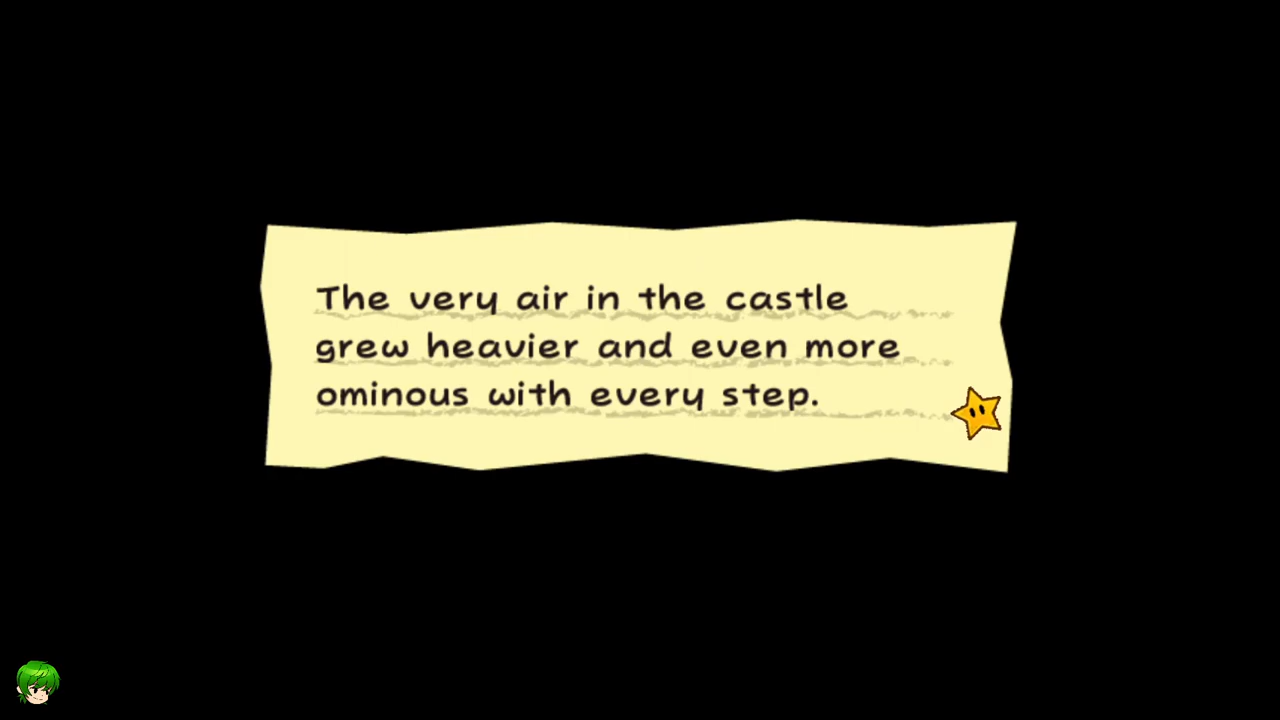 The very air in the castle
grew heavier and even more
ominous with every step.